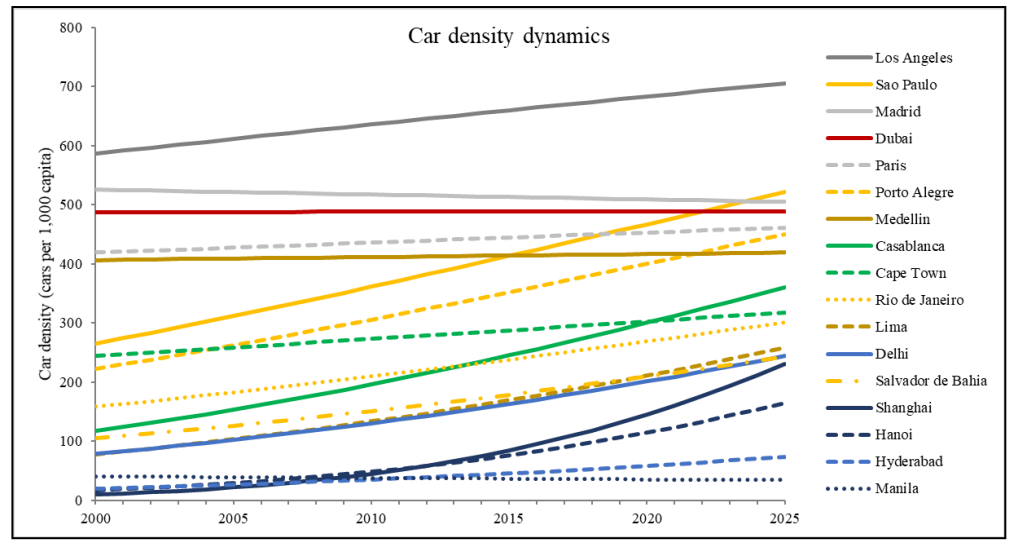 Car density dynamics
Car density (cars per 1,000 capita)
800
700
600
500
400
300
200
100
0
2000
2005
2010
2015
2020
2025
Los Angeles
Sao Paulo
Madrid
Dubai
Paris
Porto Alegre
Medellin
Casablanca
Cape Town
Rio de Janeiro
Lima
Delhi
Salvador de Bahia
Shanghai
Hanoi
Hyderabad
Manila